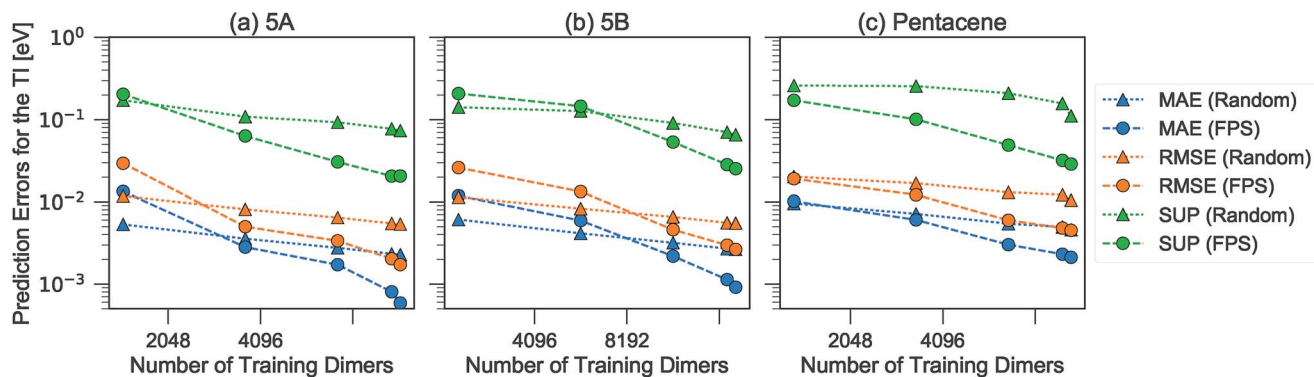 (a) 5A
(b) 5B
(c) Pentacene
Prediction Errors for the TI [eV]
10⁰
10⁻¹
10⁻²
10⁻³
2048
4096
4096
8192
2048
4096
Number of Training Dimers
Number of Training Dimers
Number of Training Dimers
MAE (Random)
MAE (FPS)
RMSE (Random)
RMSE (FPS)
SUP (Random)
SUP (FPS)